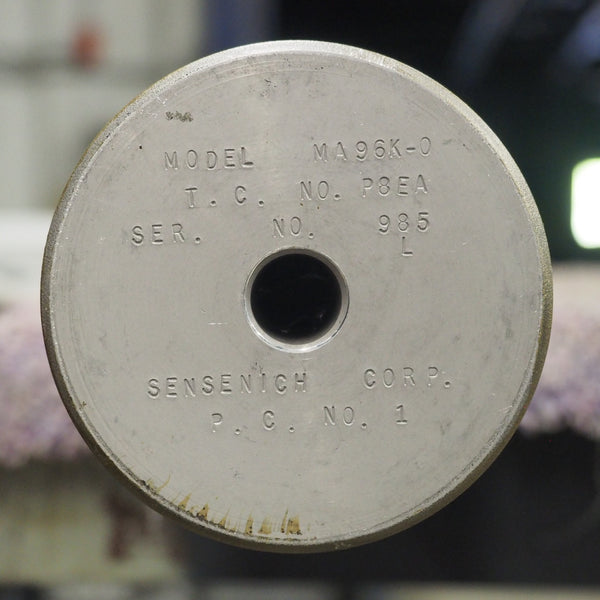 MODEL MA96K-0
T. C. NO. P8EA
SER. NO. 985
L
SENSENICH CORP.
P. C. NO. 1